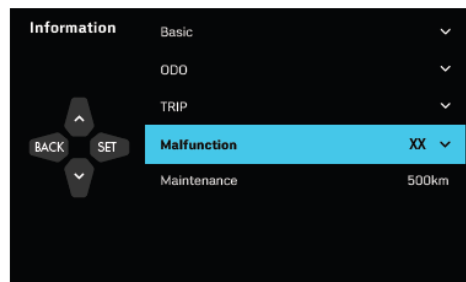 Information
Basic
ODO
TRIP
BACK SET
Malfunction XX
Maintenance 500km